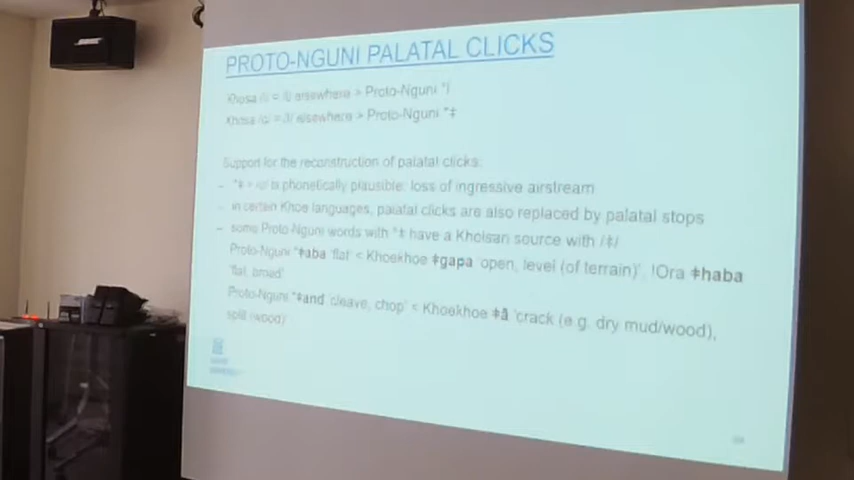 PROTO-NGUNI PALATAL CLICKS
Xhosa = elsewhere > Proto-Nguni *ǀ
Xhosa = elsewhere > Proto-Nguni *ǂ
Support for the reconstruction of palatal clicks:
– *ǂ > is phonetically plausible: loss of ingressive airstream
– in certain Khoe languages, palatal clicks are also replaced by palatal stops
– some Proto-Nguni words with *ǂ have a Khoisan source with /ǂ/
Proto-Nguni *ǂaba 'flat' < Khoekhoe ǂgapa 'open, level (of terrain)', !Ora ǂhaba
'flat, broad'
Proto-Nguni *ǂand 'cleave, chop' < Khoekhoe ǂã 'crack (e.g. dry mud/wood),
split (wood)'